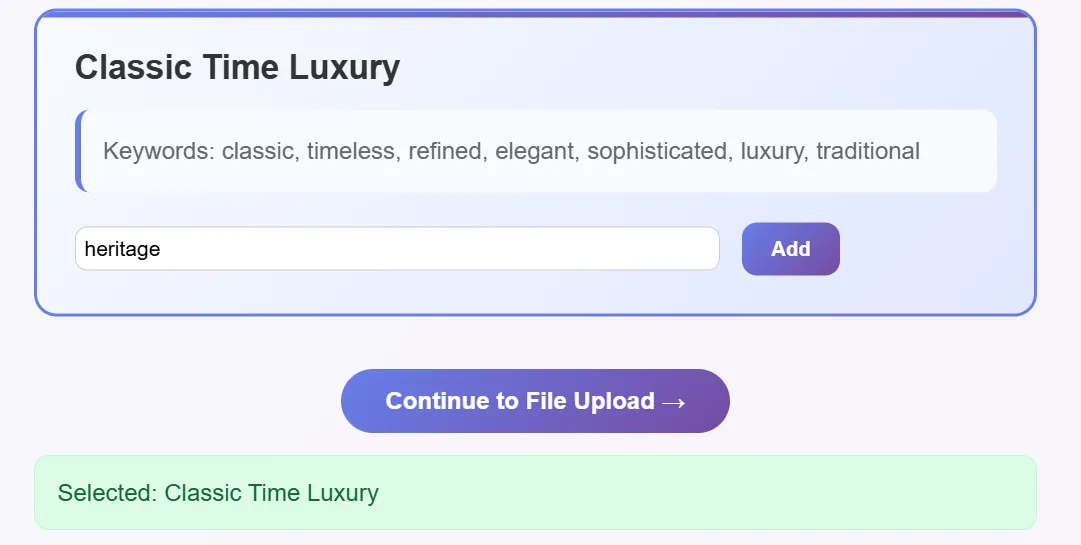 Classic Time Luxury
Keywords: classic, timeless, refined, elegant, sophisticated, luxury, traditional
heritage
Add
Continue to File Upload →
Selected: Classic Time Luxury